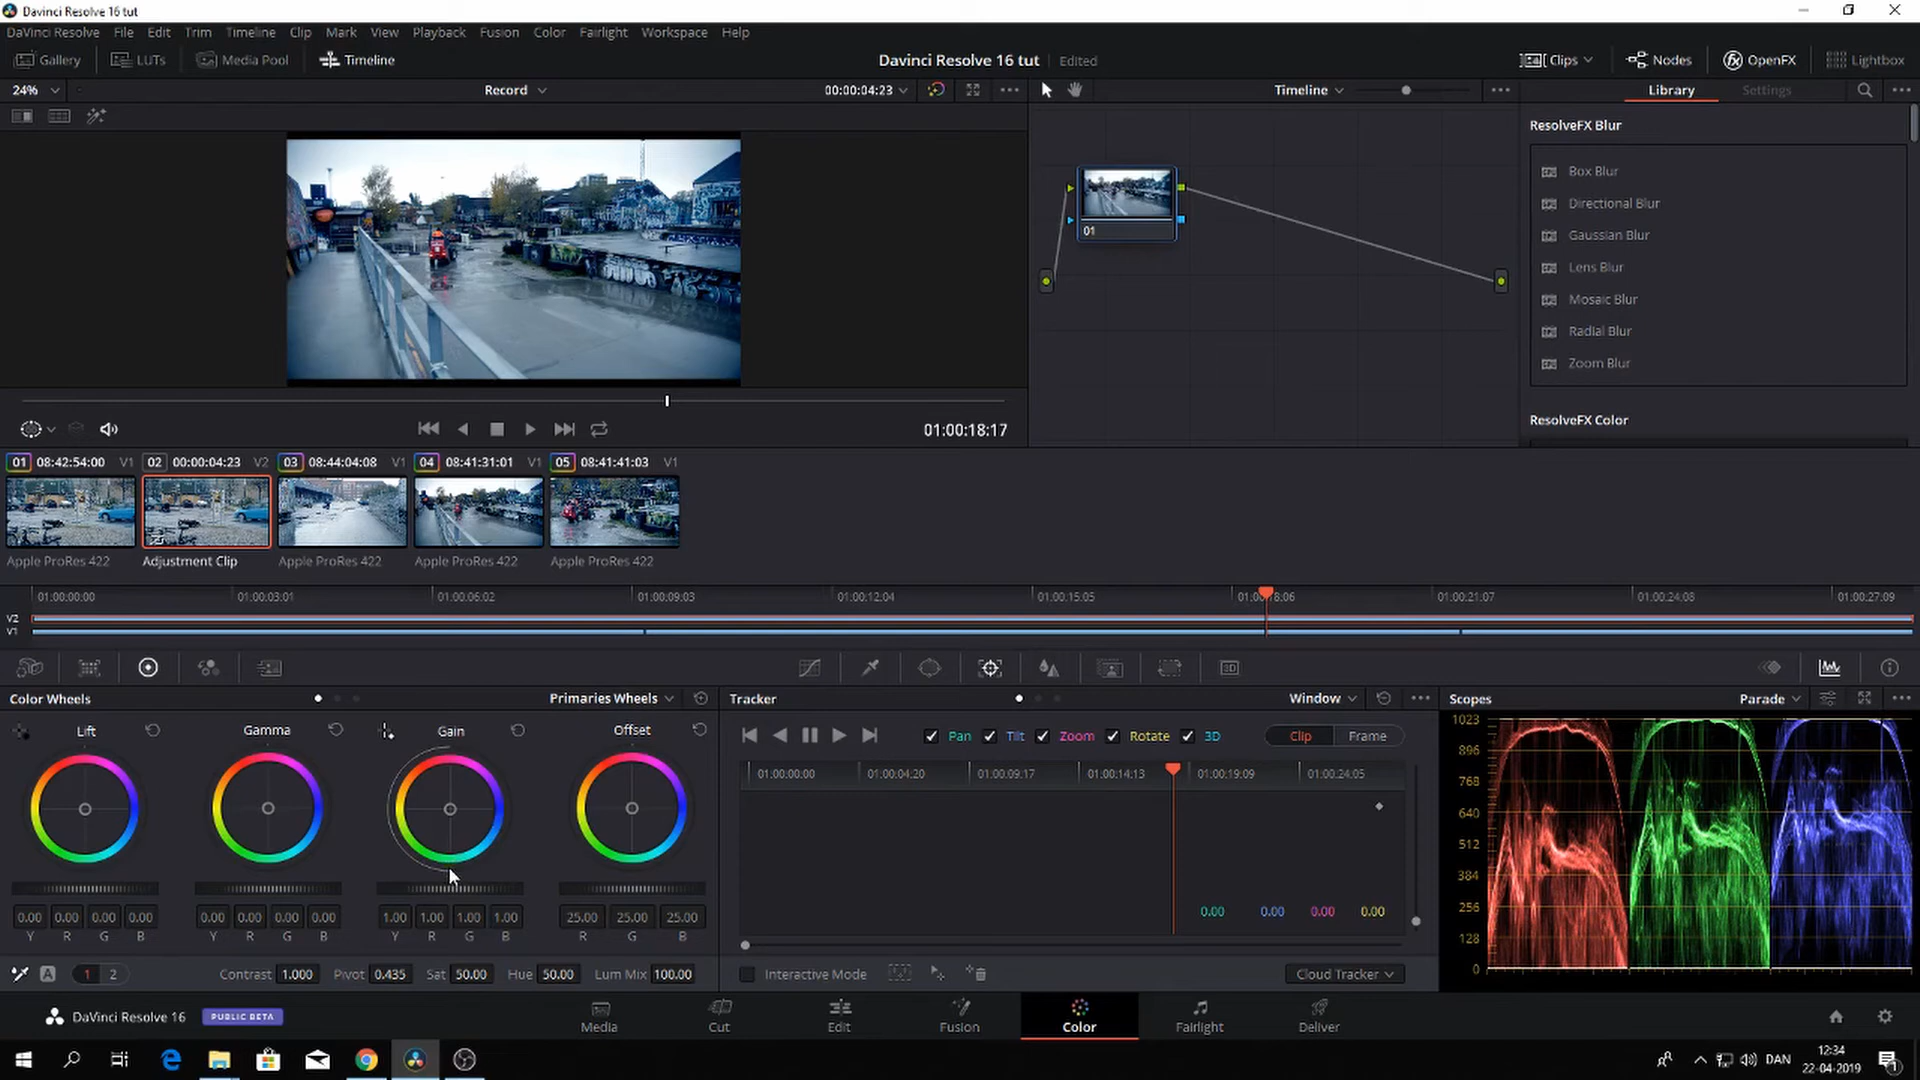 Davinci Resolve 16 tut
DaVinci Resolve File Edit Trim Timeline Clip Mark View Playback Fusion Color Fairlight Workspace Help
Gallery LUTs Media Pool Timeline Davinci Resolve 16 tut Edited Clips Nodes OpenFX Lightbox
24% Record 00:00:04:23 Timeline Library Settings
ResolveFX Blur
Box Blur
Directional Blur
Gaussian Blur
Lens Blur
Mosaic Blur
Radial Blur
Zoom Blur
ResolveFX Color
01
01:00:18:17
01 08:42:54:00 V1 02 00:00:04:23 V2 03 08:44:04:08 V1 04 08:41:31:01 V1 05 08:41:41:03 V1
Apple ProRes 422 Adjustment Clip Apple ProRes 422 Apple ProRes 422 Apple ProRes 422
01:00:00:00 01:00:03:01 01:00:06:02 01:00:09:03 01:00:12:04 01:00:15:05 01:00:18:06 01:00:21:07 01:00:24:08 01:00:27:09
V2
V1
3D
Color Wheels Primaries Wheels Tracker Window Scopes Parade
Lift Gamma Gain Offset
Pan Tilt Zoom Rotate 3D Clip Frame
01:00:00:00 01:00:04:20 01:00:09:17 01:00:14:13 01:00:19:09 01:00:24:05
0.00 0.00 0.00 0.00
0.00 0.00 0.00 0.00 0.00 0.00 0.00 0.00 1.00 1.00 1.00 1.00 25.00 25.00 25.00
Y R G B Y R G B Y R G B R G B
1023
896
768
640
512
384
256
128
0
A 1 2 Contrast 1.000 Pivot 0.435 Sat 50.00 Hue 50.00 Lum Mix 100.00 Interactive Mode Cloud Tracker
DaVinci Resolve 16 PUBLIC BETA Media Cut Edit Fusion Color Fairlight Deliver
DAN 12:34
22-04-2019
1